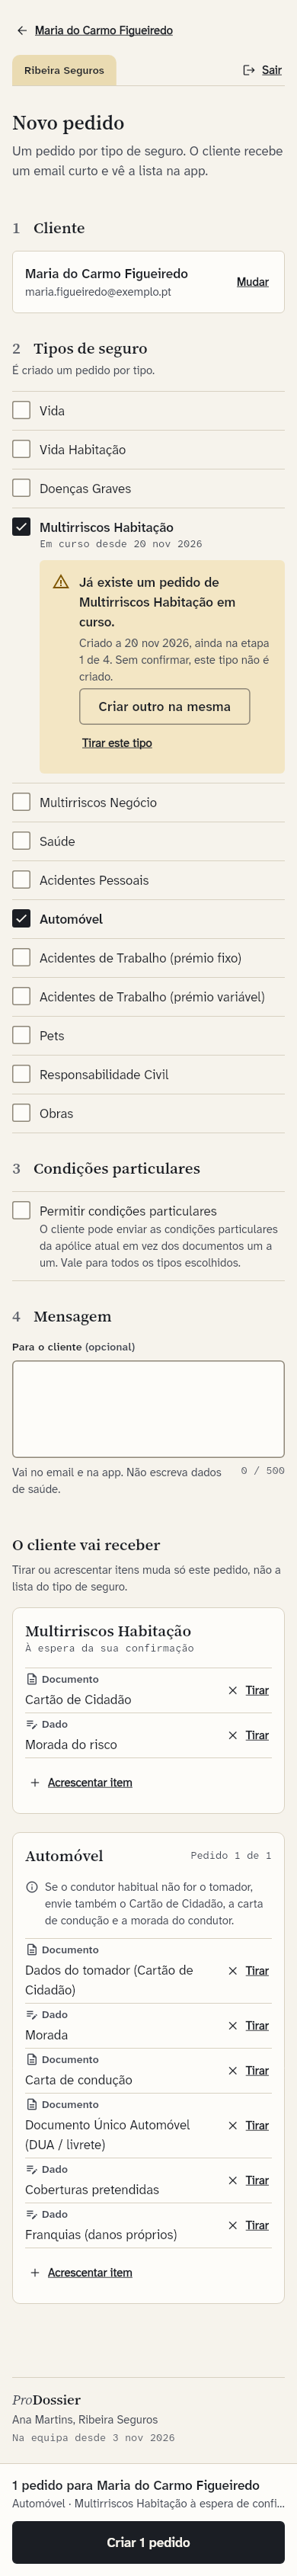 Maria do Carmo Figueiredo
Ribeira Seguros
Sair
Novo pedido
Um pedido por tipo de seguro. O cliente recebe
um email curto e vê a lista na app.
1 Cliente
Maria do Carmo Figueiredo
maria.figueiredo@exemplo.pt
Mudar
2 Tipos de seguro
É criado um pedido por tipo.
Vida
Vida Habitação
Doenças Graves
Multirriscos Habitação
Em curso desde 20 nov 2026
Já existe um pedido de
Multirriscos Habitação em
curso.
Criado a 20 nov 2026, ainda na etapa
1 de 4. Sem confirmar, este tipo não é
criado.
Criar outro na mesma
Tirar este tipo
Multirriscos Negócio
Saúde
Acidentes Pessoais
Automóvel
Acidentes de Trabalho (prémio fixo)
Acidentes de Trabalho (prémio variável)
Pets
Responsabilidade Civil
Obras
3 Condições particulares
Permitir condições particulares
O cliente pode enviar as condições particulares
da apólice atual em vez dos documentos um a
um. Vale para todos os tipos escolhidos.
4 Mensagem
Para o cliente (opcional)
Vai no email e na app. Não escreva dados
de saúde.
0 / 500
O cliente vai receber
Tirar ou acrescentar itens muda só este pedido, não a
lista do tipo de seguro.
Multirriscos Habitação
À espera da sua confirmação
Documento
Cartão de Cidadão
Tirar
Dado
Morada do risco
Tirar
Acrescentar item
Automóvel
Pedido 1 de 1
Se o condutor habitual não for o tomador,
envie também o Cartão de Cidadão, a carta
de condução e a morada do condutor.
Documento
Dados do tomador (Cartão de
Cidadão)
Tirar
Dado
Morada
Tirar
Documento
Carta de condução
Tirar
Documento
Documento Único Automóvel
(DUA / livrete)
Tirar
Dado
Coberturas pretendidas
Tirar
Dado
Franquias (danos próprios)
Tirar
Acrescentar item
ProDossier
Ana Martins, Ribeira Seguros
Na equipa desde 3 nov 2026
1 pedido para Maria do Carmo Figueiredo
Automóvel · Multirriscos Habitação à espera de confi...
Criar 1 pedido